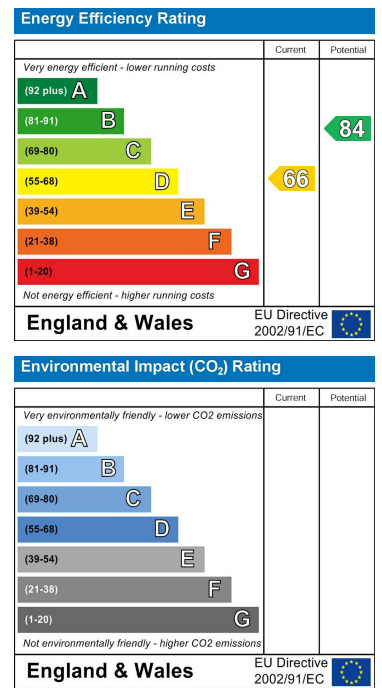 Energy Efficiency Rating
Current Potential
Very energy efficient - lower running costs
(92 plus) A
(81-91) B
84
(69-80) C
(55-68) D
66
(39-54) E
(21-38) F
(1-20) G
Not energy efficient - higher running costs
England & Wales
EU Directive
2002/91/EC
Environmental Impact (CO₂) Rating
Current Potential
Very environmentally friendly - lower CO2 emissions
(92 plus) A
(81-91) B
(69-80) C
(55-68) D
(39-54) E
(21-38) F
(1-20) G
Not environmentally friendly - higher CO2 emissions
England & Wales
EU Directive
2002/91/EC